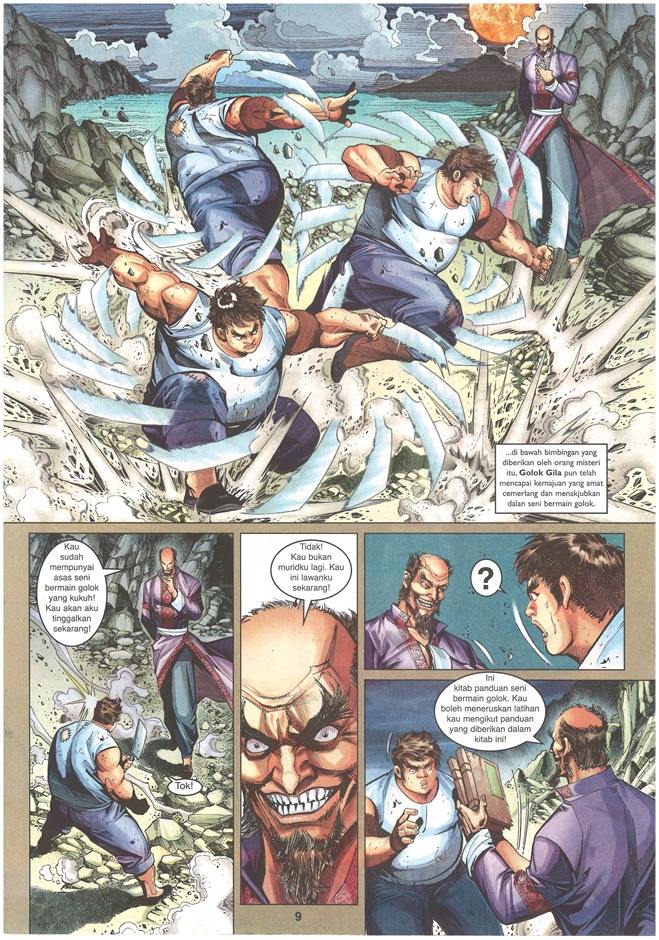 ...di bawah bimbingan yang
diberikan oleh orang misteri
itu, Golok Gila pun telah
mencapai kemajuan yang amat
cemerlang dan menakjubkan
dalan seni bermain golok.
Kau
sudah
mempunyai
asas seni
bermain golok
yang kukuh!
Kau akan aku
tinggalkan
sekarang!
Tok!
Tidak!
Kau bukan
muridku lagi. Kau
ini lawanku
sekarang!
?
Ini
kitab panduan seni
bermain golok. Kau
boleh meneruskan latihan
kau mengikut panduan
yang diberikan dalam
kitab ini!
9